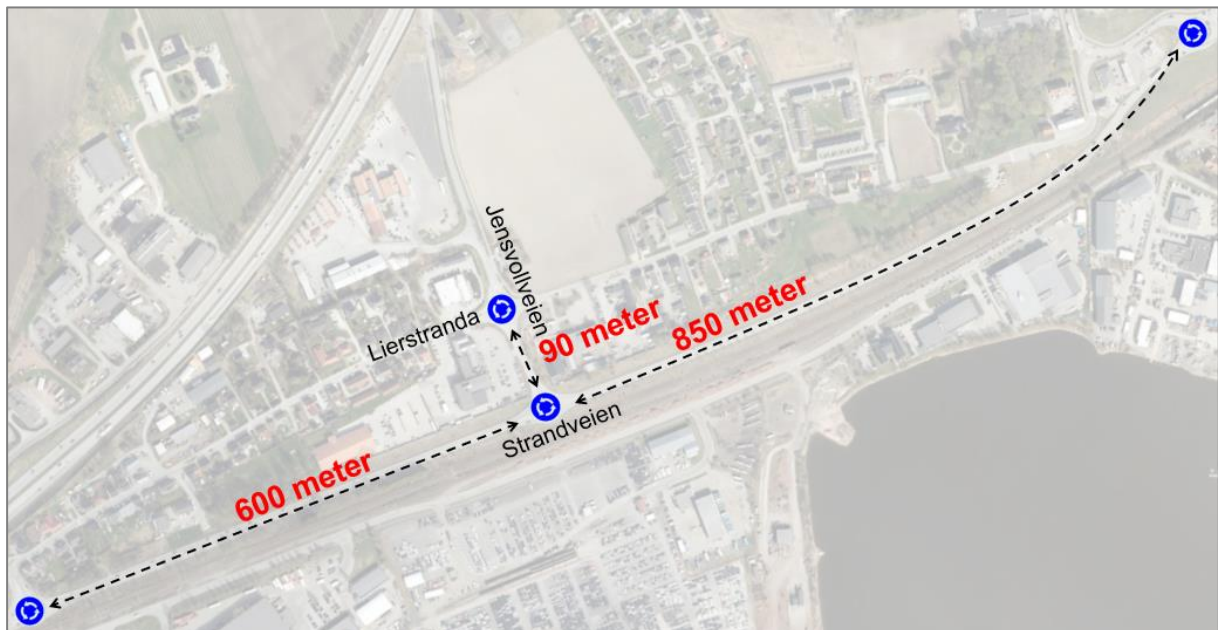 Jensvollveien
Lierstranda
90 meter
850 meter
Strandveien
600 meter